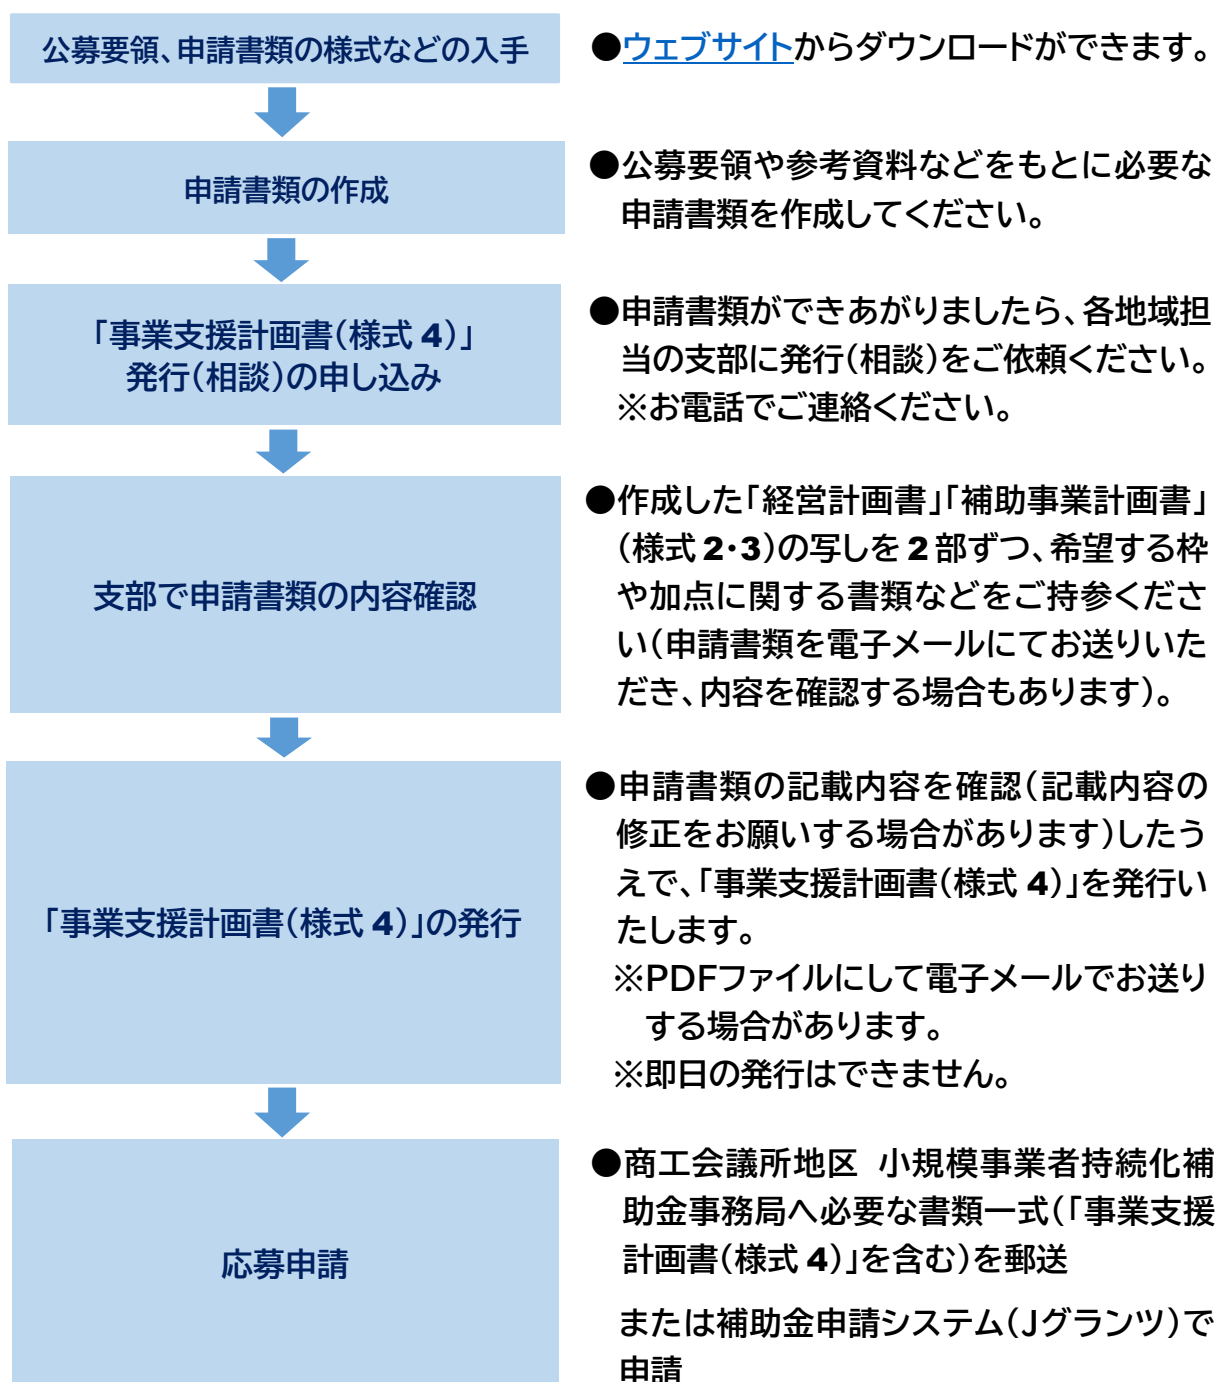 公募要領、申請書類の様式などの入手
●ウェブサイトからダウンロードができます。
申請書類の作成
●公募要領や参考資料などをもとに必要な
申請書類を作成してください。
「事業支援計画書（様式 4）」
発行（相談）の申し込み
●申請書類ができあがりましたら、各地域担
当の支部に発行（相談）をご依頼ください。
※お電話でご連絡ください。
支部で申請書類の内容確認
●作成した「経営計画書」「補助事業計画書」
（様式 2・3）の写しを 2 部ずつ、希望する枠
や加点に関する書類などをご持参くださ
い（申請書類を電子メールにてお送りいた
だき、内容を確認する場合もあります）。
「事業支援計画書（様式 4）」の発行
●申請書類の記載内容を確認（記載内容の
修正をお願いする場合があります）したう
えで、「事業支援計画書（様式 4）」を発行い
たします。
※PDFファイルにして電子メールでお送り
する場合があります。
※即日の発行はできません。
応募申請
●商工会議所地区 小規模事業者持続化補
助金事務局へ必要な書類一式（「事業支援
計画書（様式 4）」を含む）を郵送
または補助金申請システム（Jグランツ）で
申請